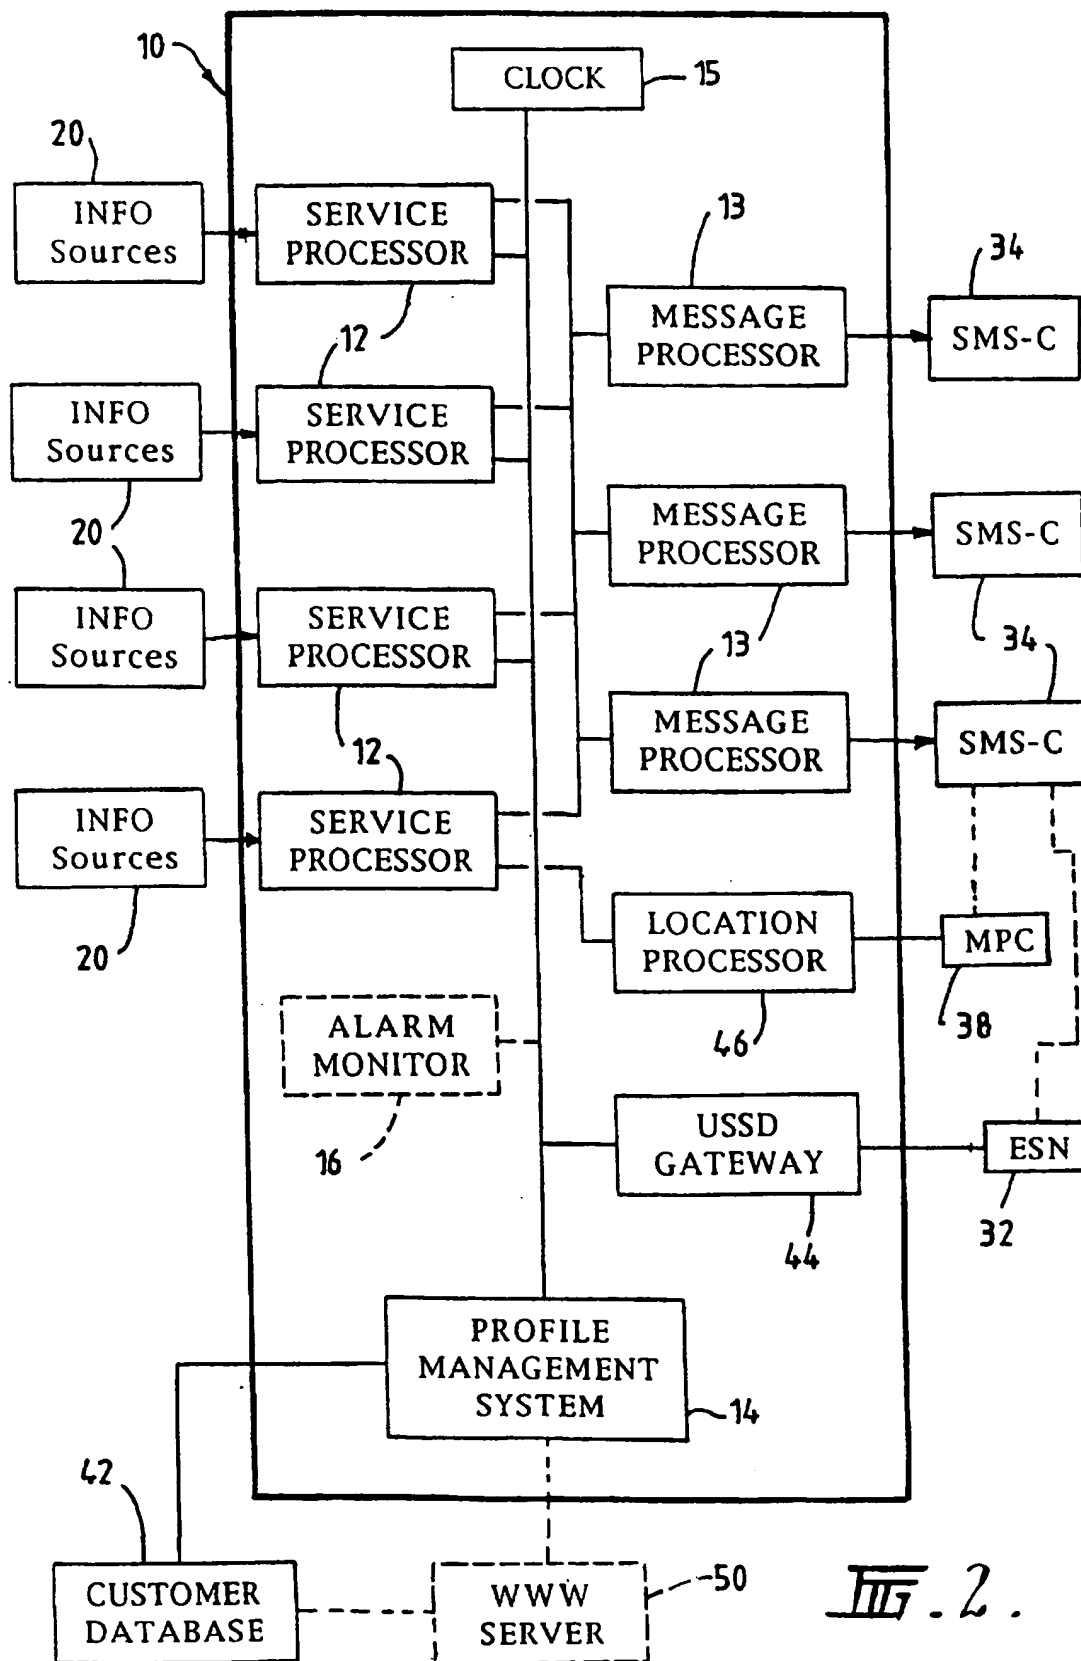 10
CLOCK
15
20
INFO
Sources
SERVICE
PROCESSOR
13
34
12
MESSAGE
PROCESSOR
SMS-C
INFO
Sources
SERVICE
PROCESSOR
20
MESSAGE
PROCESSOR
SMS-C
INFO
Sources
SERVICE
PROCESSOR
13
34
12
MESSAGE
PROCESSOR
SMS-C
INFO
Sources
SERVICE
PROCESSOR
20
LOCATION
PROCESSOR
MPC
46
38
ALARM
MONITOR
16
USSD
GATEWAY
ESN
44
32
PROFILE
MANAGEMENT
SYSTEM
14
42
CUSTOMER
DATABASE
WWW
SERVER
50
FIG. 2.